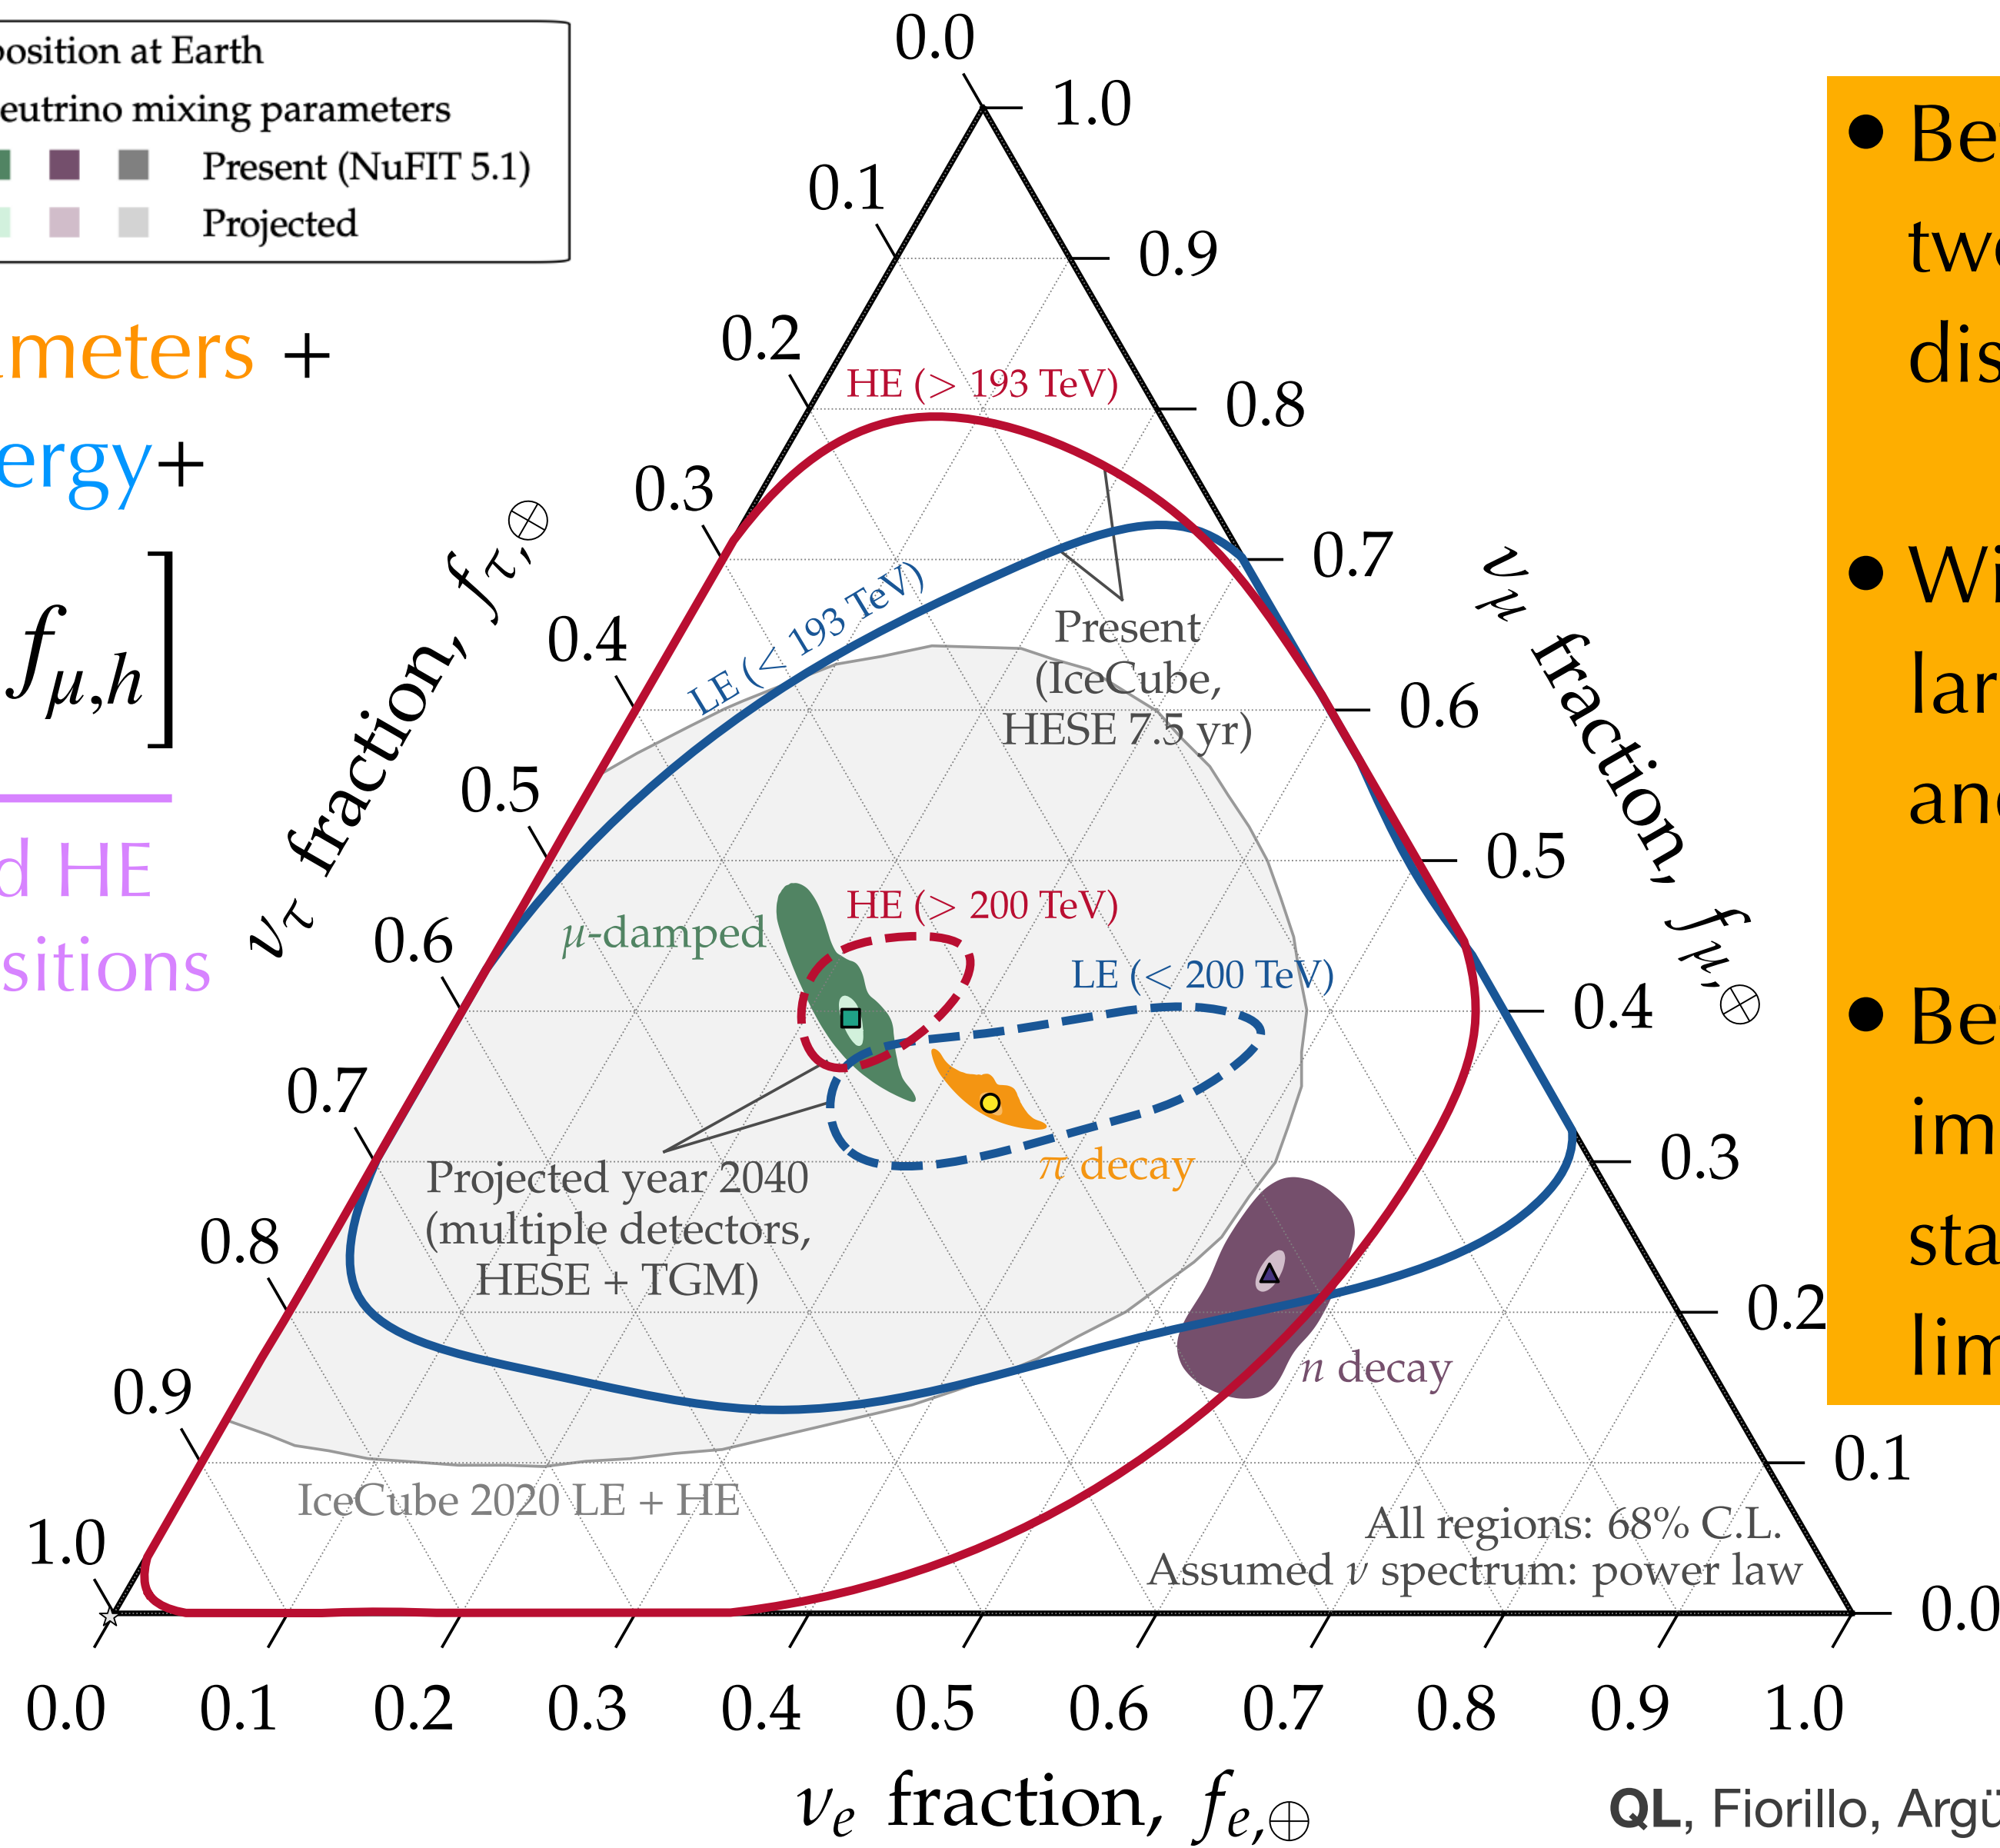 position at Earth
eutrino mixing parameters
Present (NuFIT 5.1)
Projected
meters +
ergy+
f_{μ,h}]
d HE
sitions
0.0
0.1
0.2
0.3
0.4
0.5
0.6
0.7
0.8
0.9
1.0
ν_τ fraction, f_{τ,⊕}
1.0
0.9
0.8
0.7
0.6
0.5
0.4
0.3
0.2
0.1
0.0
ν_μ fraction, f_{μ,⊕}
HE (> 193 TeV)
LE (< 193 TeV)
Present
(IceCube,
HESE 7.5 yr)
μ-damped
HE (> 200 TeV)
LE (< 200 TeV)
π decay
Projected year 2040
(multiple detectors,
HESE + TGM)
n decay
IceCube 2020 LE + HE
All regions: 68% C.L.
Assumed ν spectrum: power law
0.0 0.1 0.2 0.3 0.4 0.5 0.6 0.7 0.8 0.9 1.0
ν_e fraction, f_{e,⊕}
• Be
tw
dis
• Wi
lar
an
• Be
im
sta
lim
QL, Fiorillo, Argü